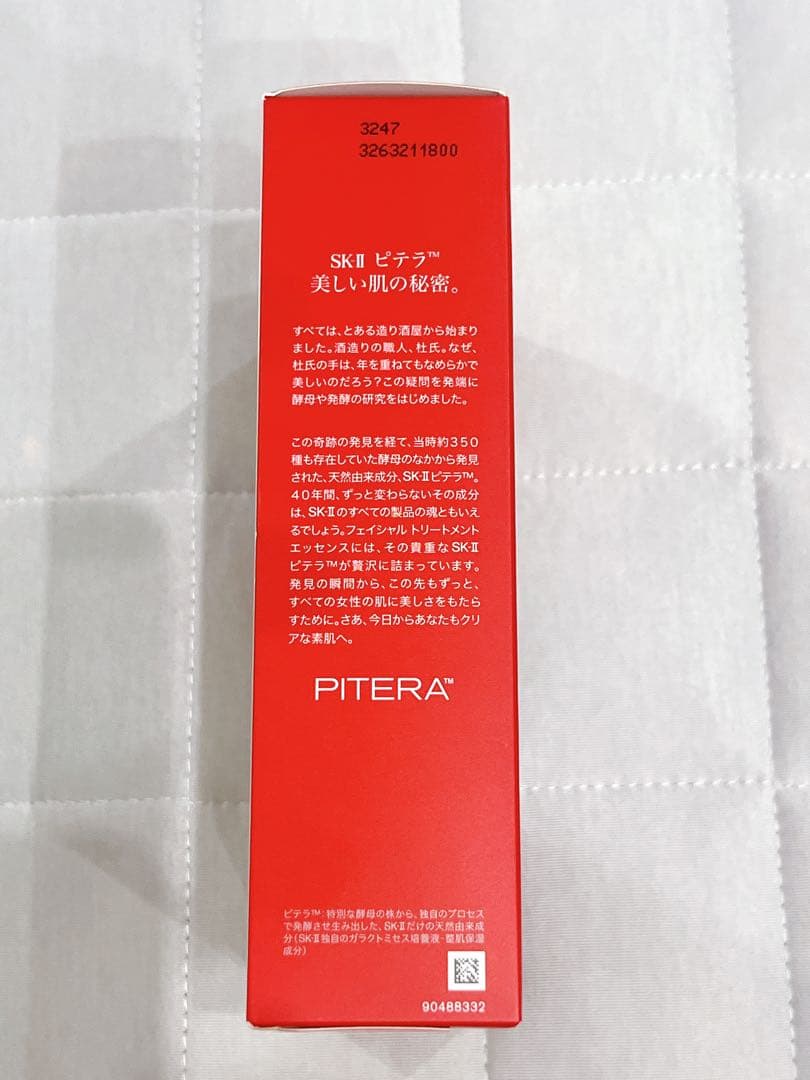 3247
3263211800
SK-II ピテラ™
美しい肌の秘密。
すべては、とある造り酒屋から始まり
ました。酒造りの職人、杜氏。なぜ、
杜氏の手は、年を重ねてもなめらかで
美しいのだろう?この疑問を発端に
酵母や発酵の研究をはじめました。
この奇跡の発見を経て、当時約350
種も存在していた酵母のなかから発見
された、天然由来成分、SK-IIピテラ™。
40年間、ずっと変わらないその成分
は、SK-IIのすべての製品の魂ともいえ
るでしょう。フェイシャル トリートメント
エッセンスには、その貴重なSK-II
ピテラ™が贅沢に詰まっています。
発見の瞬間から、この先もずっと、
すべての女性の肌に美しさをもたら
すために。さあ、今日からあなたもクリ
アな素肌へ。
PITERA™
ピテラ™:特別な酵母の株から、独自のプロセス
で発酵させ生み出した、SK-IIだけの天然由来成
分(SK-II独自のガラクトミセス培養液-整肌保湿
成分)
90488332